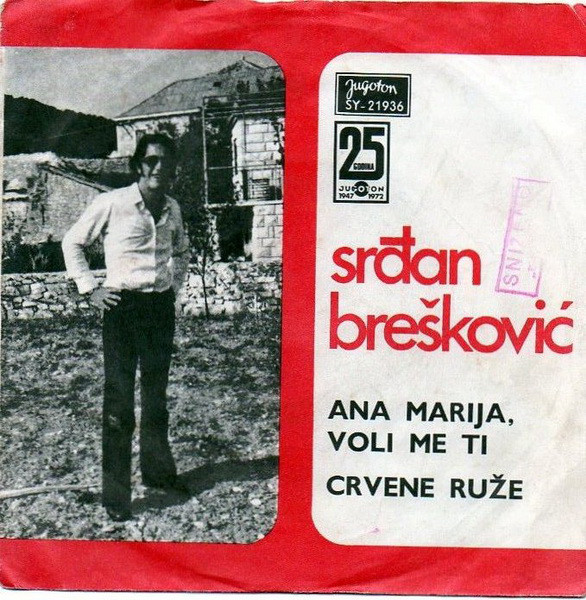 Jugoton
SY-21936
25
GODINA
JUGOTON
1947 1972
srđan
brešković
ANA MARIJA,
VOLI ME TI
CRVENE RUŽE